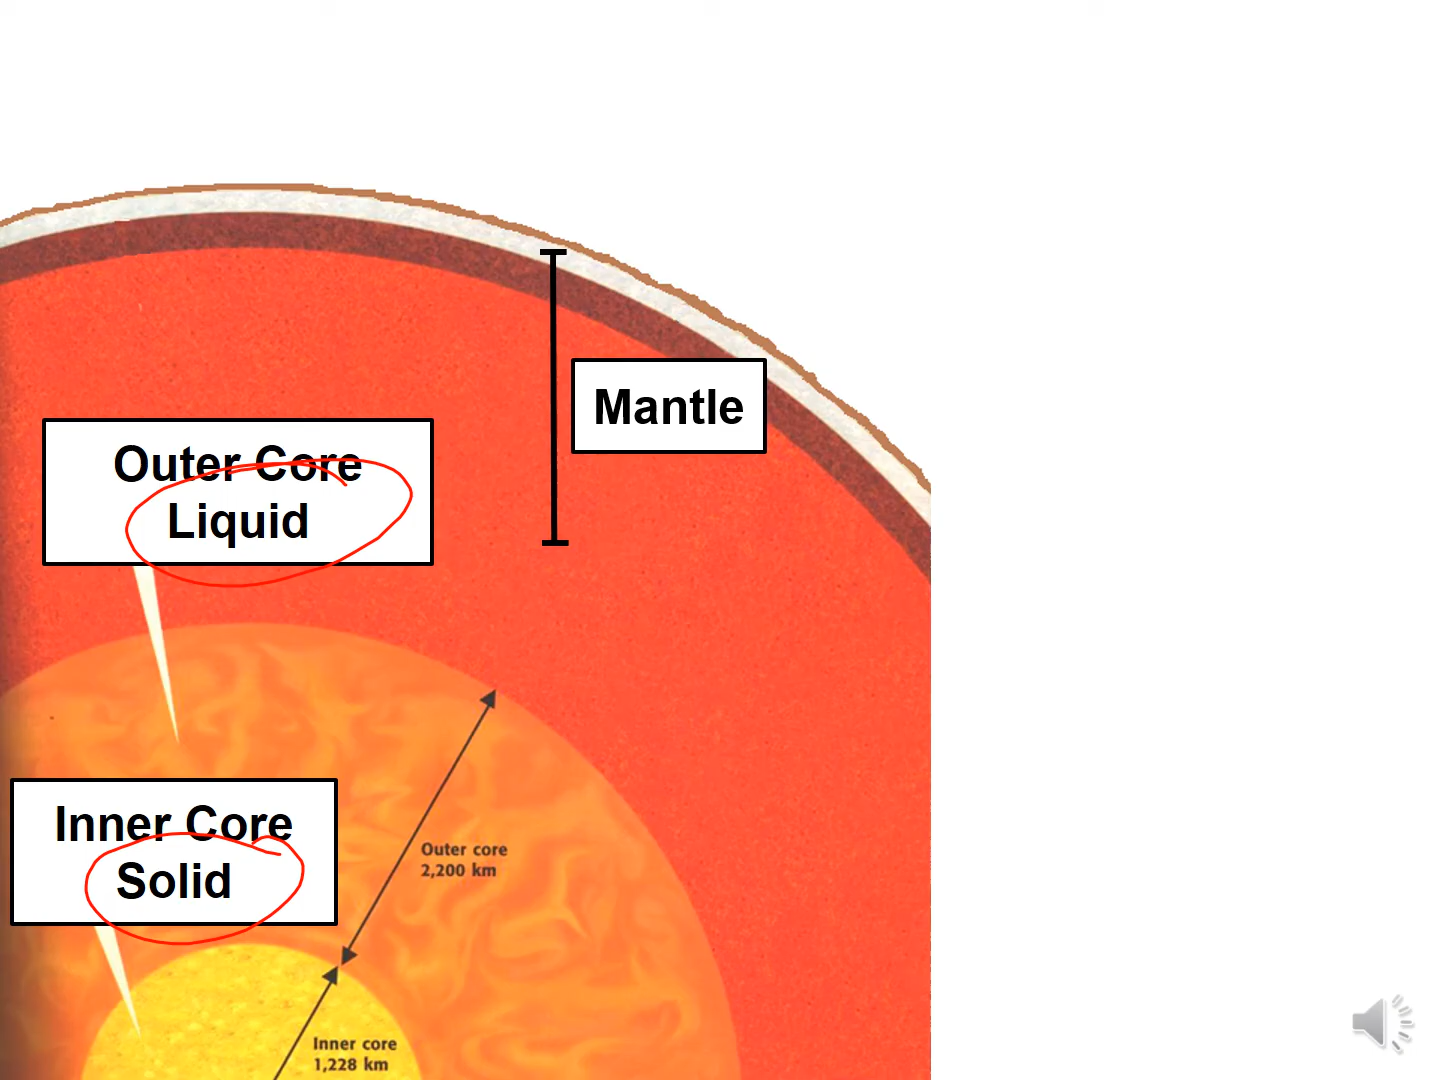 Mantle
Outer Core
Liquid
Inner Core
Solid
Outer core
2,200 km
Inner core
1,228 km